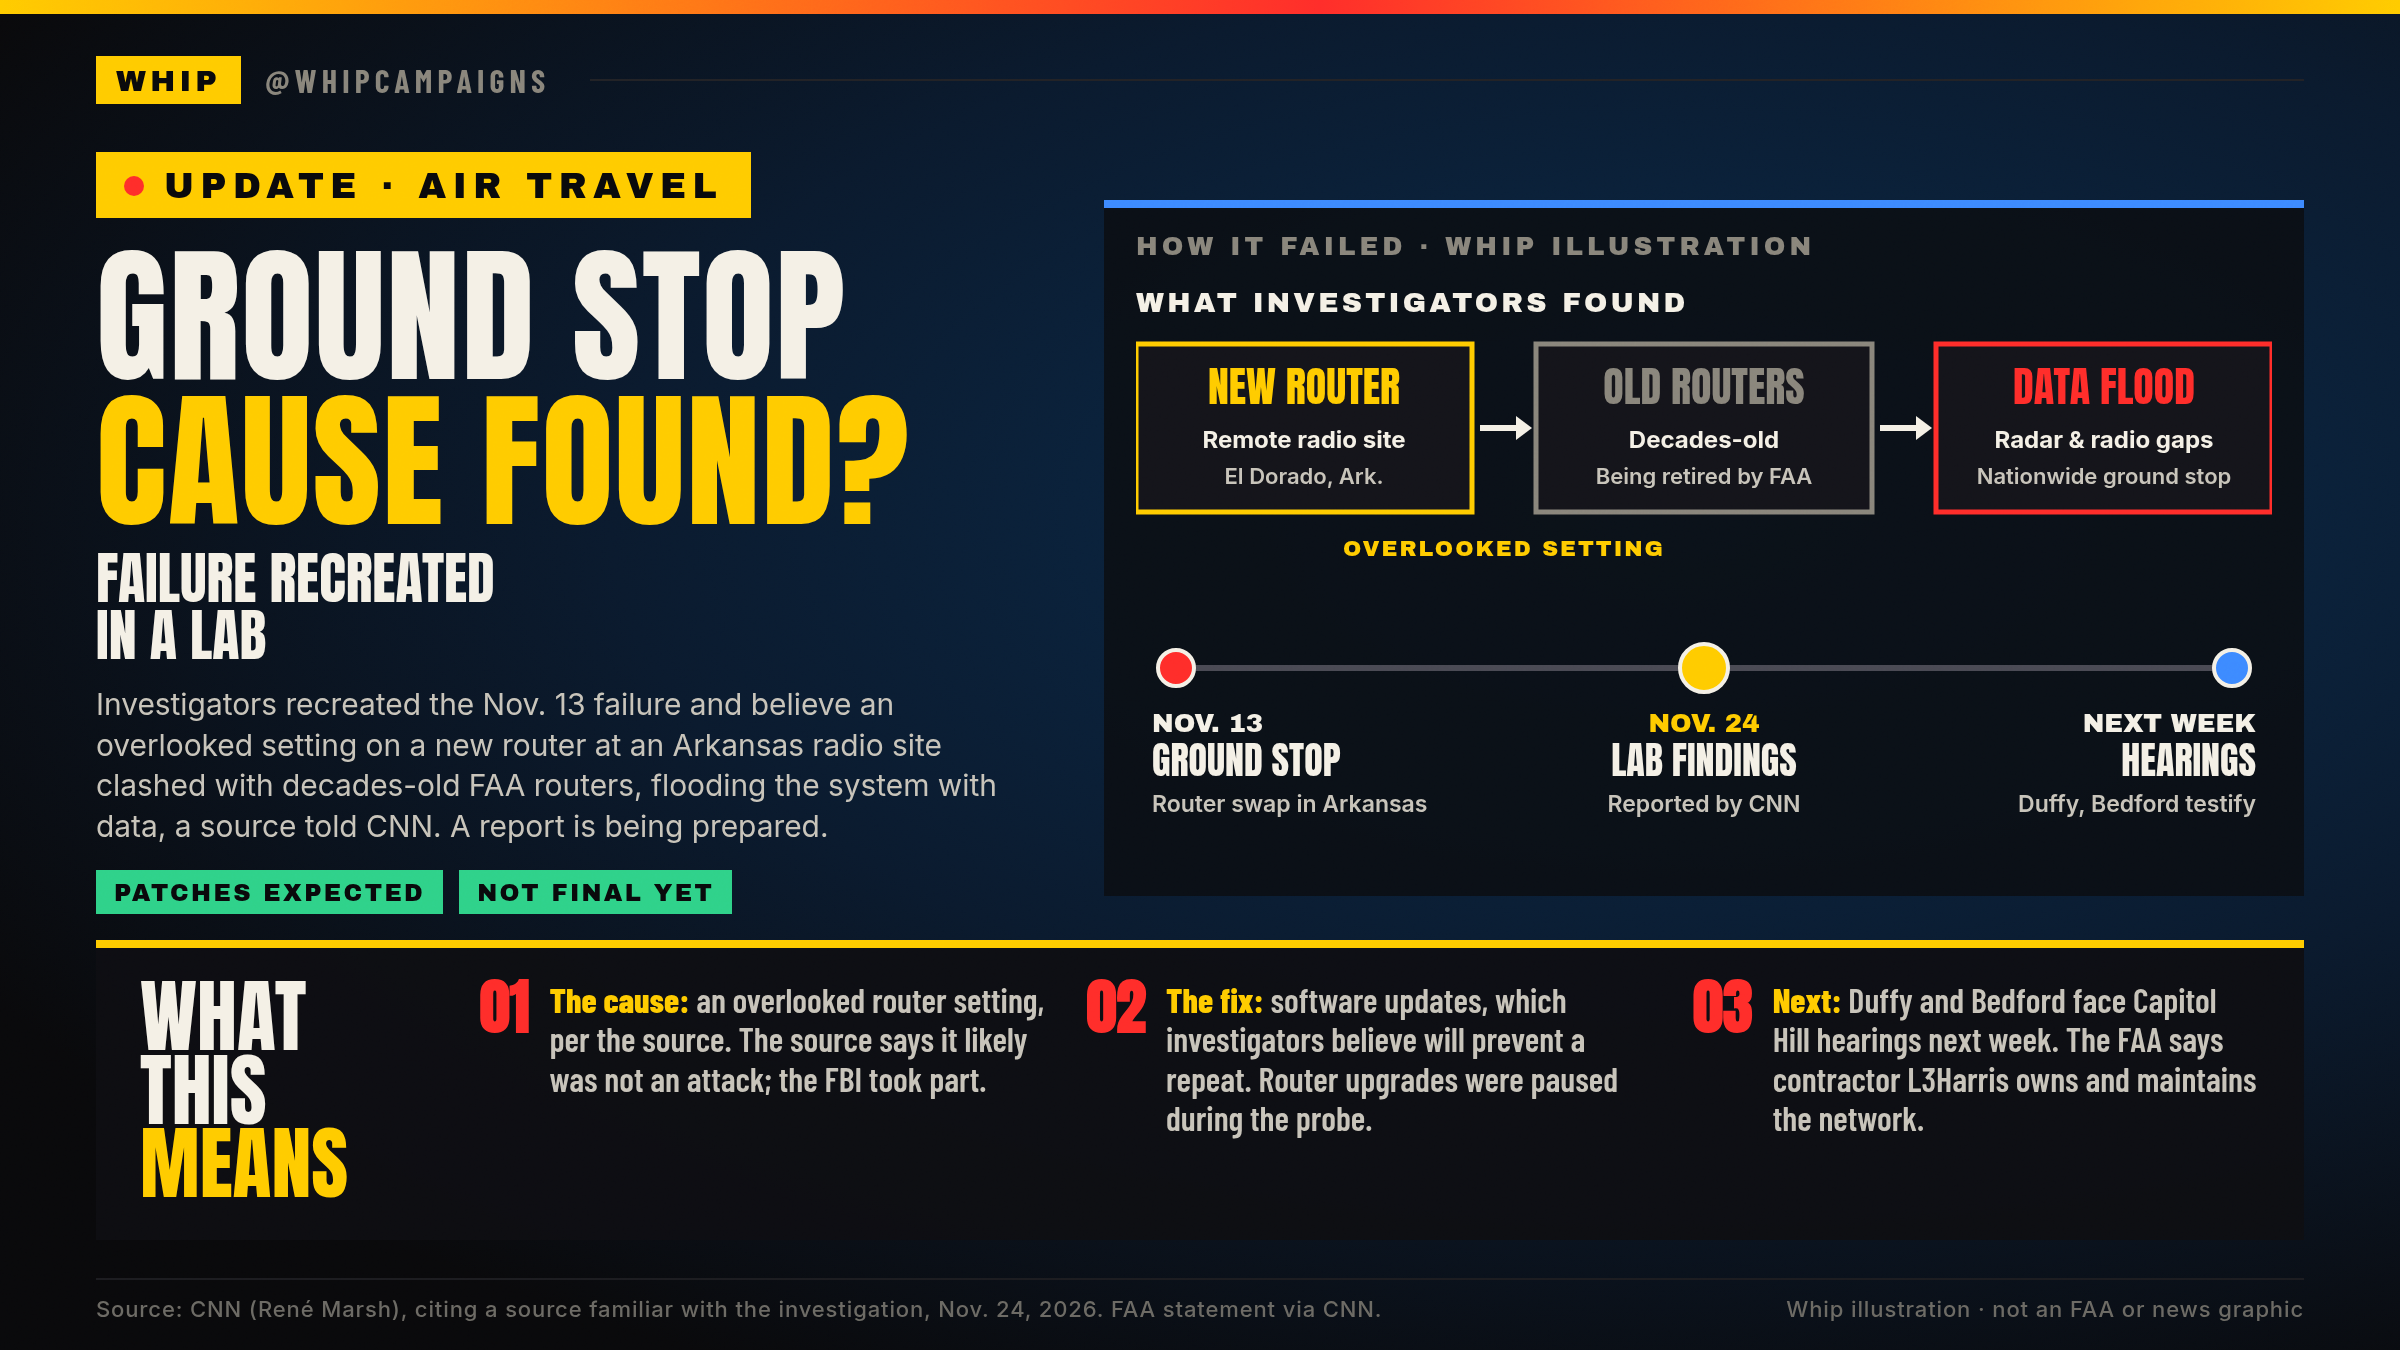 WHIP @WHIPCAMPAIGNS
UPDATE · AIR TRAVEL
GROUND STOP
CAUSE FOUND?
FAILURE RECREATED
IN A LAB
Investigators recreated the Nov. 13 failure and believe an
overlooked setting on a new router at an Arkansas radio site
clashed with decades-old FAA routers, flooding the system with
data, a source told CNN. A report is being prepared.
PATCHES EXPECTED
NOT FINAL YET
HOW IT FAILED · WHIP ILLUSTRATION
WHAT INVESTIGATORS FOUND
NEW ROUTER
Remote radio site
El Dorado, Ark.
OLD ROUTERS
Decades-old
Being retired by FAA
DATA FLOOD
Radar & radio gaps
Nationwide ground stop
OVERLOOKED SETTING
NOV. 13
GROUND STOP
Router swap in Arkansas
NOV. 24
LAB FINDINGS
Reported by CNN
NEXT WEEK
HEARINGS
Duffy, Bedford testify
WHAT
THIS
MEANS
01
The cause: an overlooked router setting,
per the source. The source says it likely
was not an attack; the FBI took part.
02
The fix: software updates, which
investigators believe will prevent a
repeat. Router upgrades were paused
during the probe.
03
Next: Duffy and Bedford face Capitol
Hill hearings next week. The FAA says
contractor L3Harris owns and maintains
the network.
Source: CNN (René Marsh), citing a source familiar with the investigation, Nov. 24, 2026. FAA statement via CNN.
Whip illustration · not an FAA or news graphic